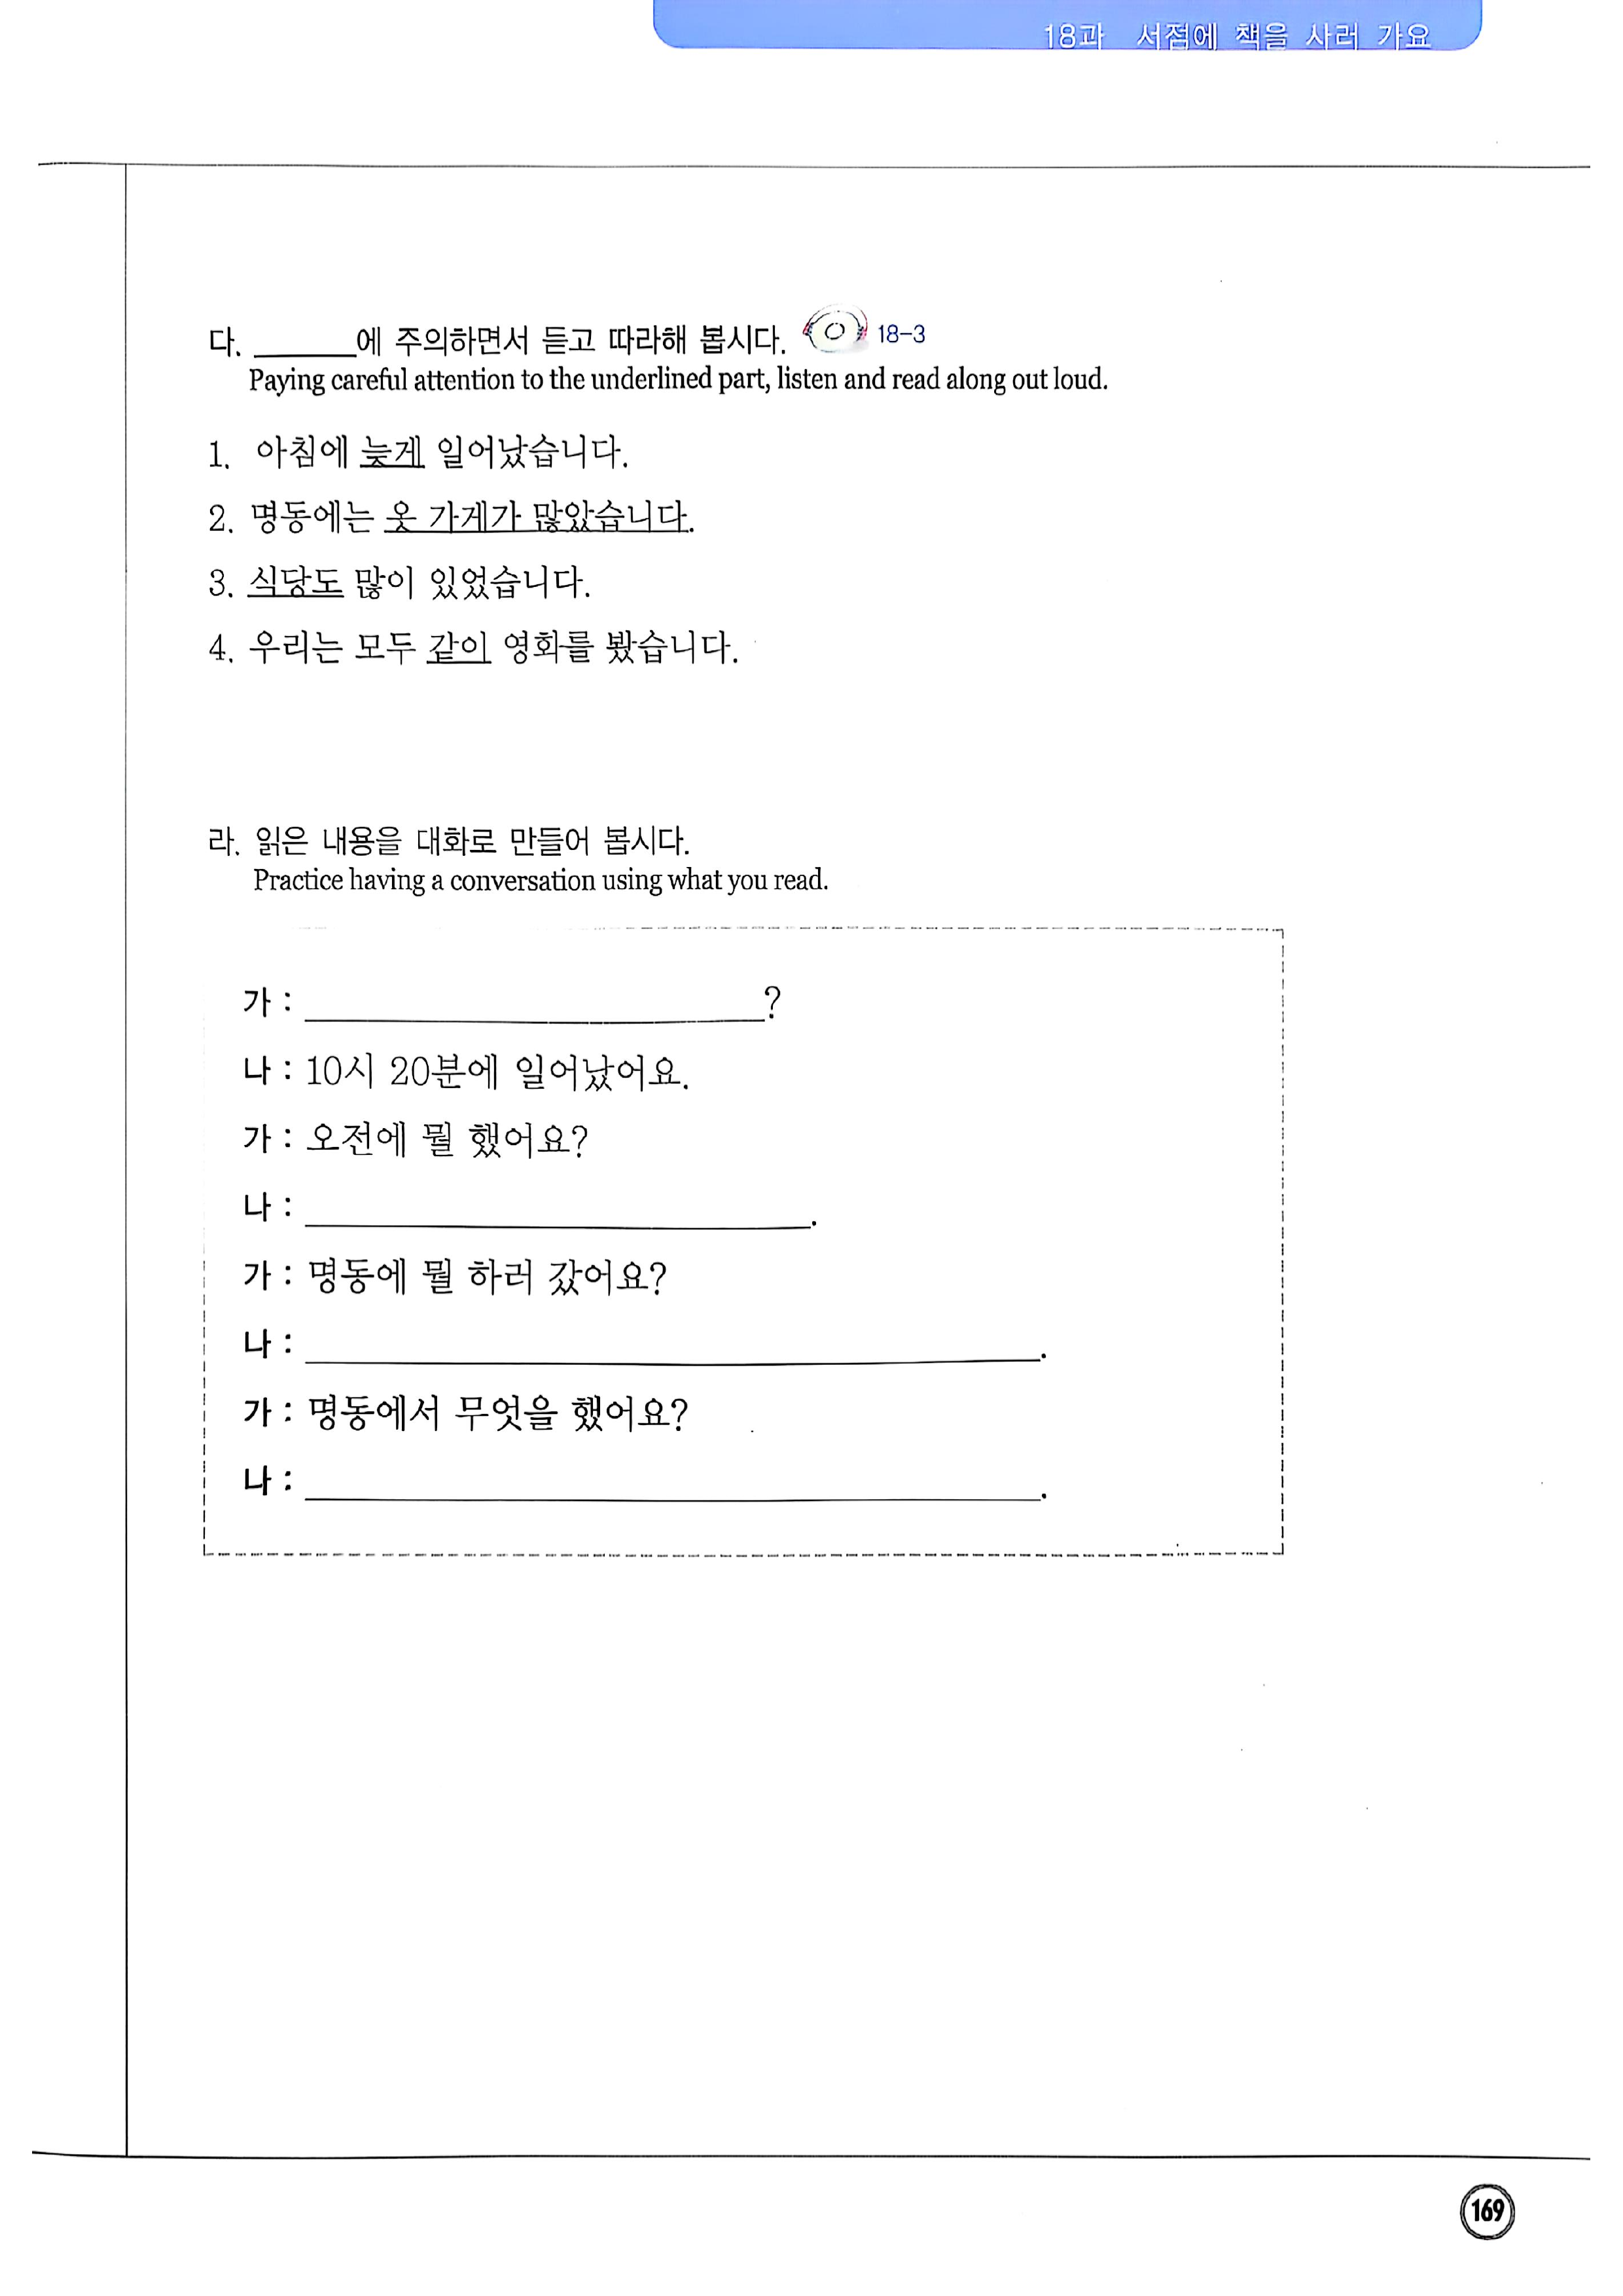 18과 서점에 책을 사러 가요
다. ______에 주의하면서 듣고 따라해 봅시다. 18-3
Paying careful attention to the underlined part, listen and read along out loud.
1. 아침에 늦게 일어났습니다.
2. 명동에는 옷 가게가 많았습니다.
3. 식당도 많이 있었습니다.
4. 우리는 모두 같이 영화를 봤습니다.
라. 읽은 내용을 대화로 만들어 봅시다.
Practice having a conversation using what you read.
가 : ______________________?
나 : 10시 20분에 일어났어요.
가 : 오전에 뭘 했어요?
나 : ______________________.
가 : 명동에 뭘 하러 갔어요?
나 : ______________________.
가 : 명동에서 무엇을 했어요?
나 : ______________________.
169